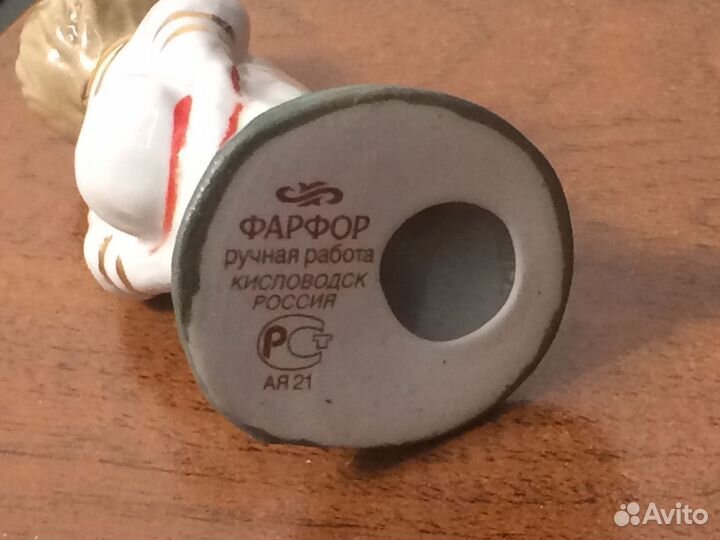 ФАРФОР
ручная работа
КИСЛОВОДСК
РОССИЯ
РСТ
АЯ 21
Avito